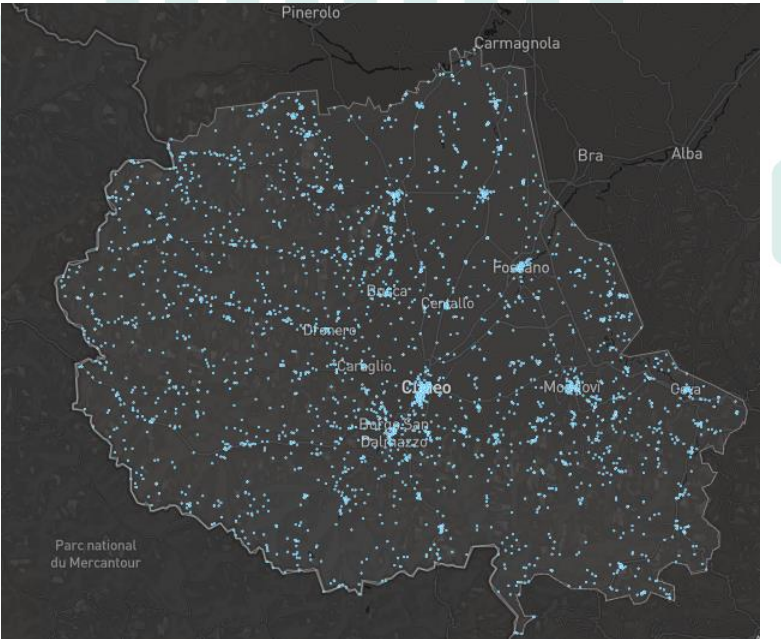 Pinerolo
Carmagnola
Bra
Alba
Fossano
Busca
Centallo
Dronero
Caraglio
Cuneo
Mondovì
Ceva
Borgo San
Dalmazzo
Parc national
du Mercantour